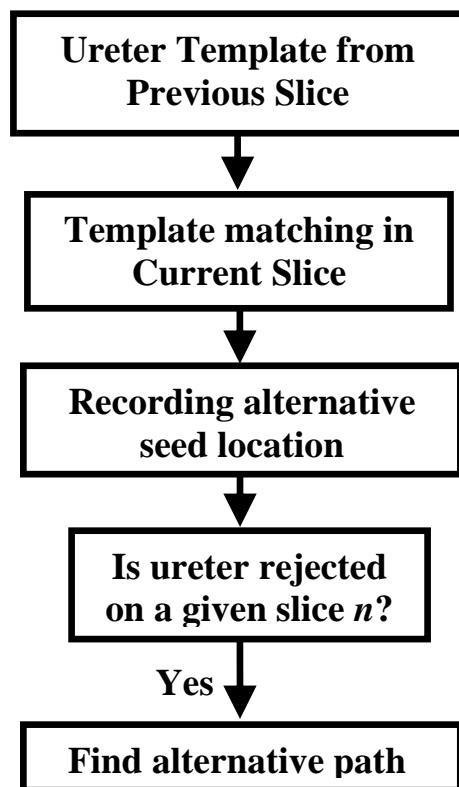 Ureter Template from
Previous Slice
Template matching in
Current Slice
Recording alternative
seed location
Is ureter rejected
on a given slice n?
Yes
Find alternative path